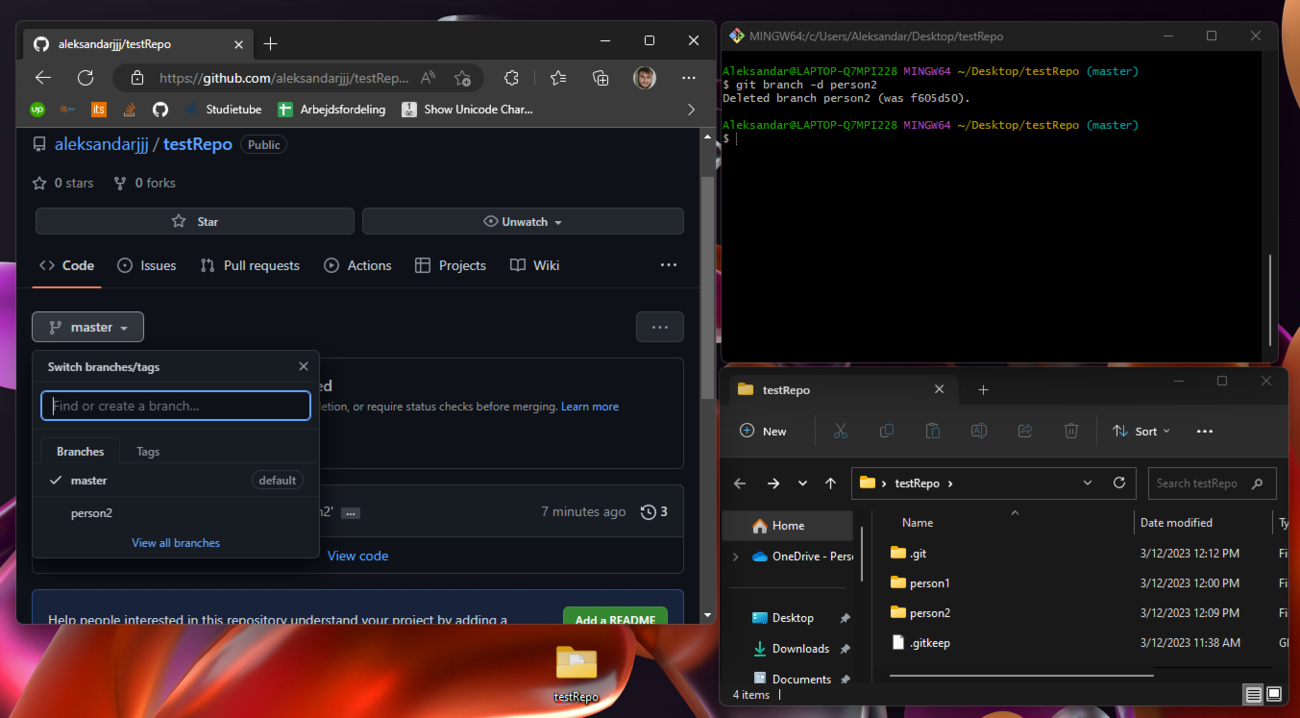 aleksandarjjj/testRepo
https://github.com/aleksandarjjj/testRep...
Studietube
Arbejdsfordeling
Show Unicode Char...
aleksandarjjj / testRepo Public
0 stars 0 forks
Star
Unwatch
Code
Issues
Pull requests
Actions
Projects
Wiki
...
master
...
Switch branches/tags
Find or create a branch...
ed
letion, or require status checks before merging. Learn more
Branches
Tags
master default
person2
n2' ... 7 minutes ago 3
View all branches
View code
Help people interested in this repository understand your project by adding a
Add a README
MINGW64:/c/Users/Aleksandar/Desktop/testRepo
Aleksandar@LAPTOP-Q7MPI228 MINGW64 ~/Desktop/testRepo (master)
$ git branch -d person2
Deleted branch person2 (was f605d50).
Aleksandar@LAPTOP-Q7MPI228 MINGW64 ~/Desktop/testRepo (master)
$
testRepo
New
Sort
...
testRepo
Search testRepo
Home
OneDrive - Perso
Desktop
Downloads
Documents
Name Date modified Ty
.git 3/12/2023 12:12 PM Fi
person1 3/12/2023 12:00 PM Fi
person2 3/12/2023 12:09 PM Fi
.gitkeep 3/12/2023 11:38 AM GI
4 items
testRepo